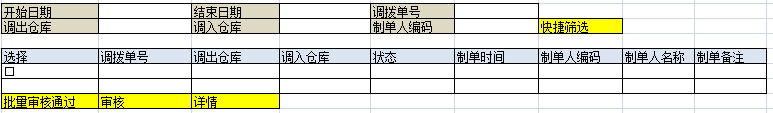 开始日期 结束日期 调拨单号
调出仓库 调入仓库 制单人编码 快捷筛选
选择 调拨单号 调出仓库 调入仓库 状态 制单时间 制单人编码 制单人名称 制单备注
批量审核通过 审核 详情